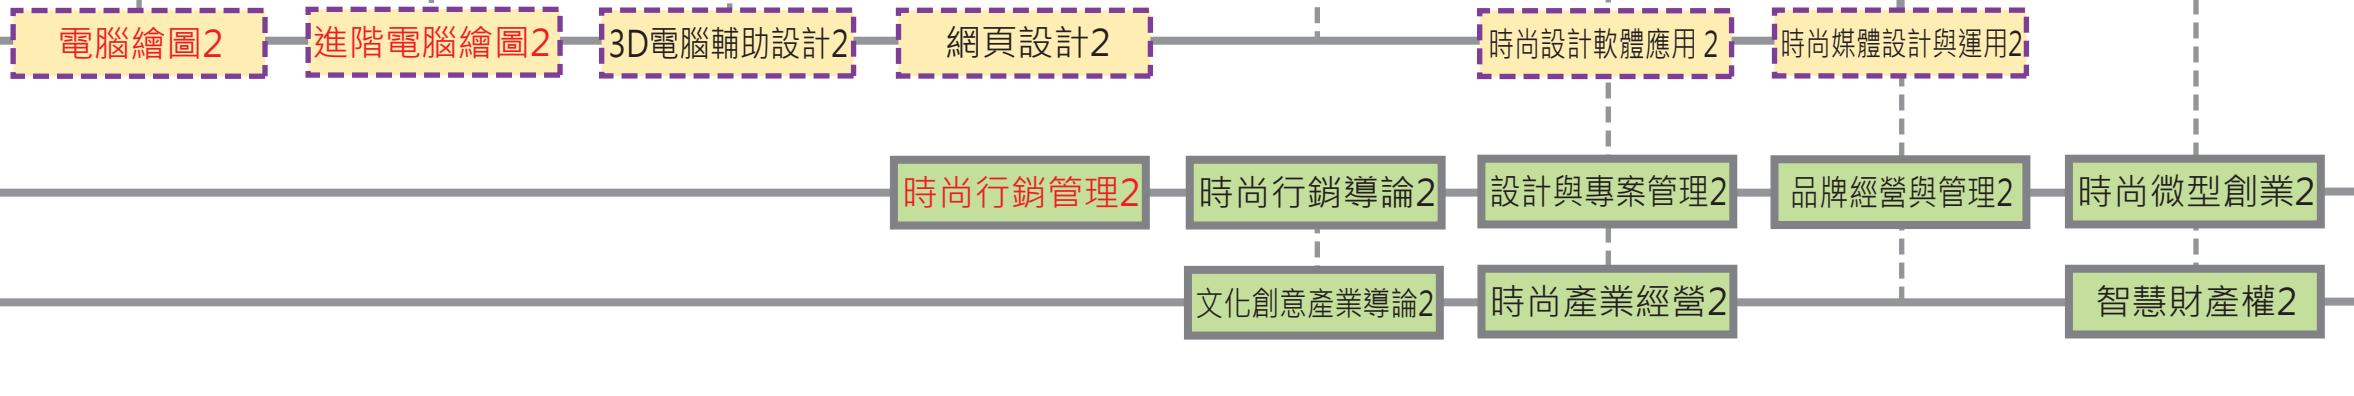 電腦繪圖2
進階電腦繪圖2
3D電腦輔助設計2
網頁設計2
時尚設計軟體應用 2
時尚媒體設計與運用2
時尚行銷管理2
時尚行銷導論2
設計與專案管理2
品牌經營與管理2
時尚微型創業2
文化創意產業導論2
時尚產業經營2
智慧財產權2